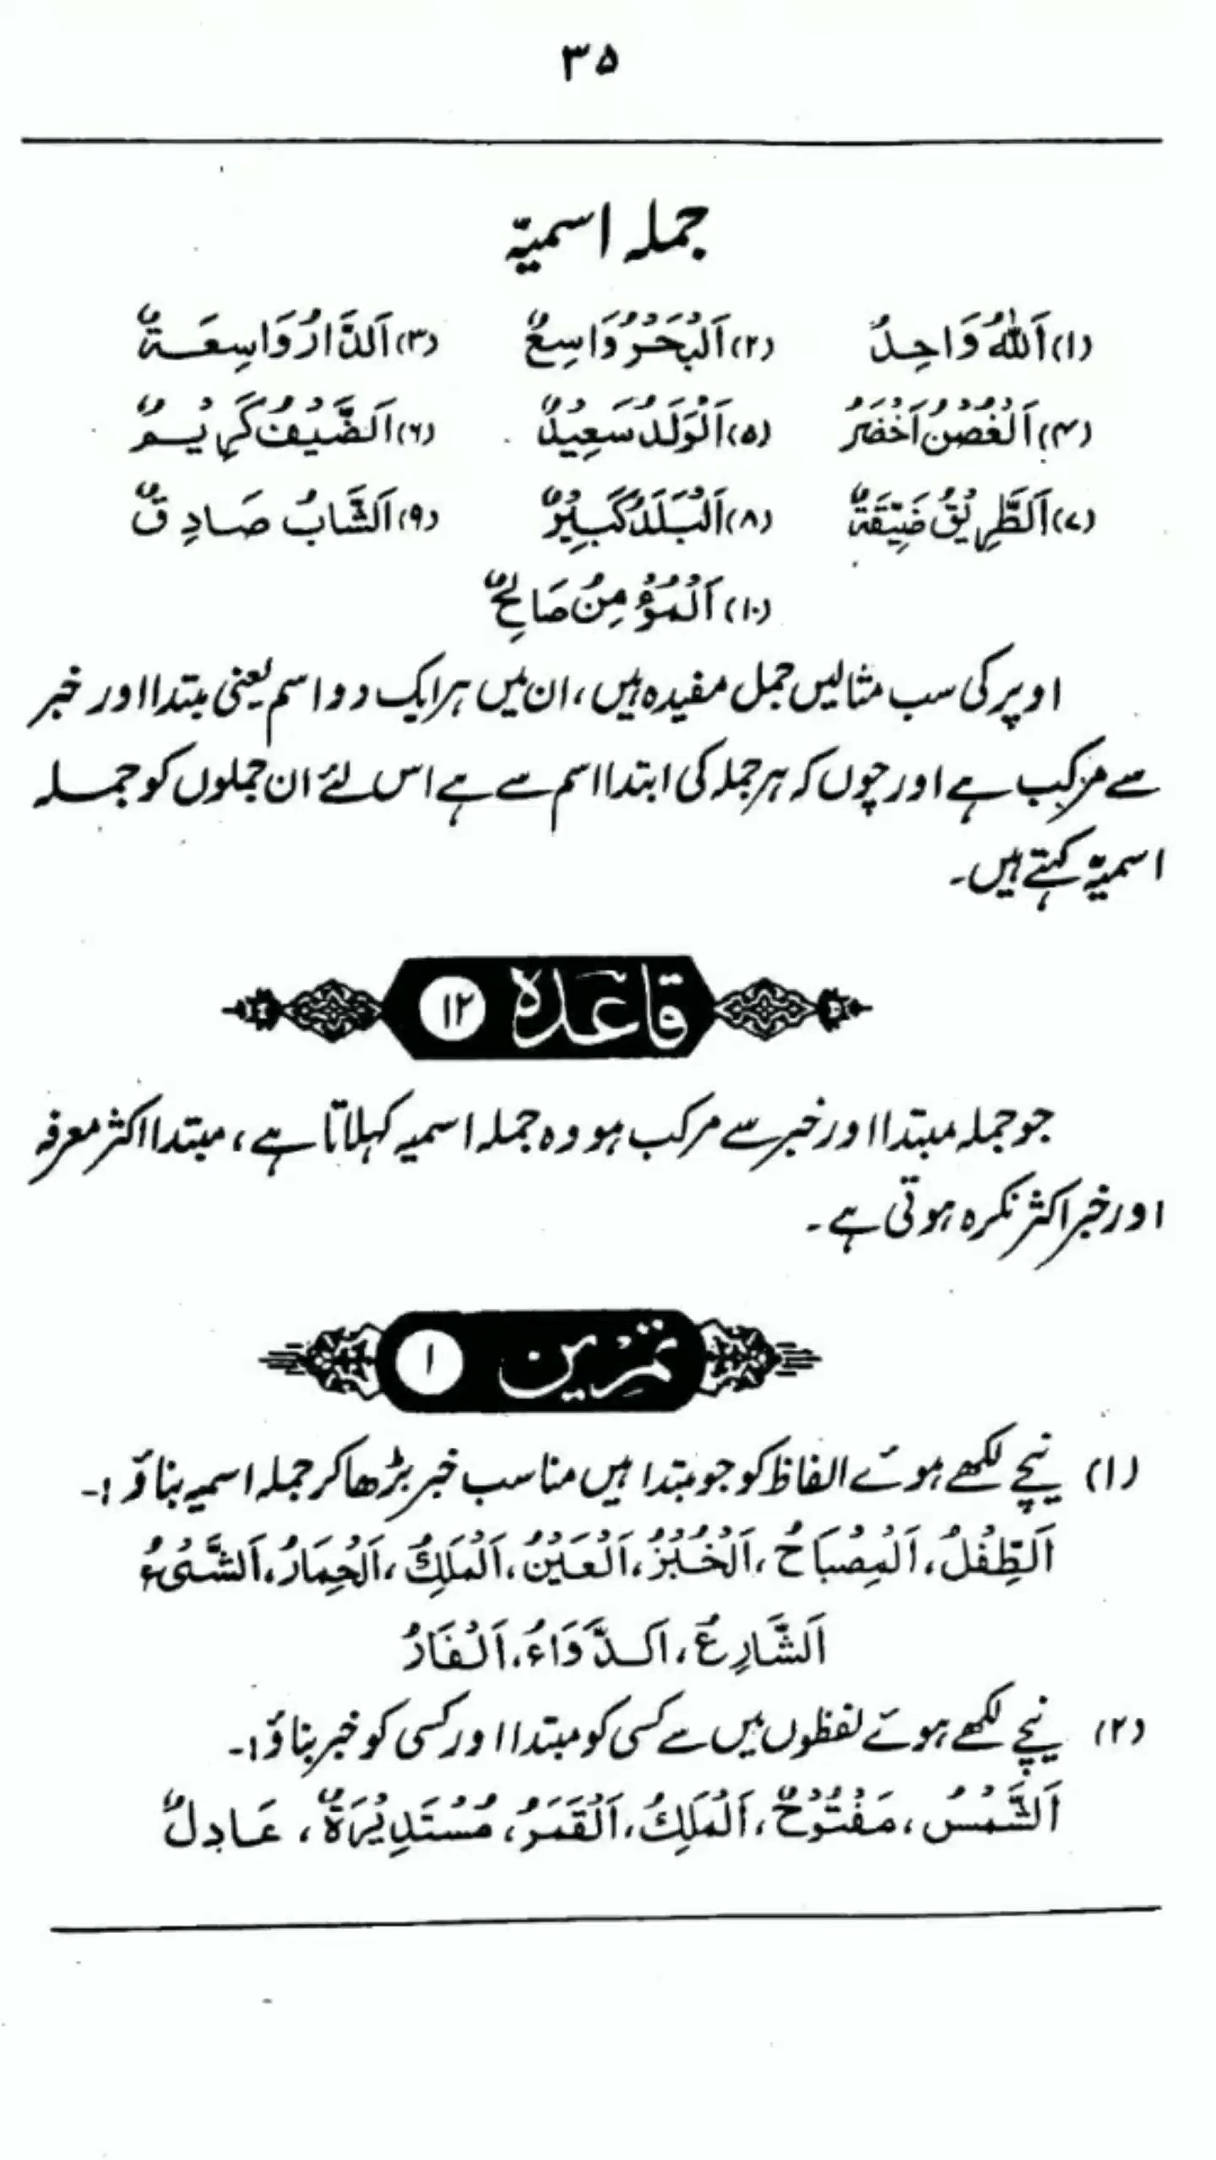 ۳۵
جملہ اسمیّہ
(۱) اَللّٰهُ وَاحِدٌ (۲) اَلْبَحْرُ وَاسِعٌ (۳) اَلدَّارُ وَاسِعَةٌ
(۴) اَلْغُصْنُ اَخْضَرُ (۵) اَلْوَلَدُ سَعِيْدٌ (۶) اَلضَّيْفُ كَرِيْمٌ
(۷) اَلطَّرِيْقُ ضَيِّقَةٌ (۸) اَلْبَلَدُ كَبِيْرٌ (۹) اَلشَّابُ صَادِقٌ
(۱۰) اَلْمُؤْمِنُ صَالِحٌ
اوپر کی سب مثالیں جمل مفیدہ ہیں، ان میں ہر ایک دو اسم یعنی مبتدا اور خبر
سے مرکب ہے اور چوں کہ ہر جملہ کی ابتدا اسم سے ہے اس لئے ان جملوں کو جملہ
اسمیّہ کہتے ہیں۔
قاعدہ ۱۲
جو جملہ مبتدا اور خبر سے مرکب ہو وہ جملہ اسمیہ کہلاتا ہے، مبتدا اکثر معرفہ
اور خبر اکثر نکرہ ہوتی ہے۔
تمرین ۱
(۱) نیچے لکھے ہوئے الفاظ کو جو مبتدا ہیں مناسب خبر بڑھا کر جملہ اسمیہ بناؤ:-
اَلطِّفْلُ، اَلْمِصْبَاحُ، اَلْخُبْزُ، اَلْعَيْنُ، اَلْمَلِكُ، اَلْحِمَارُ، اَلشَّيْءُ
اَلشَّارِعُ، اَلدَّوَاءُ، اَلْفَارُ
(۲) نیچے لکھے ہوئے لفظوں میں سے کسی کو مبتدا اور کسی کو خبر بناؤ:-
اَلشَّمْسُ، مَفْتُوْحٌ، اَلْمَلِكُ، اَلْقَمَرُ، مُسْتَدِيْرَةٌ، عَادِلٌ